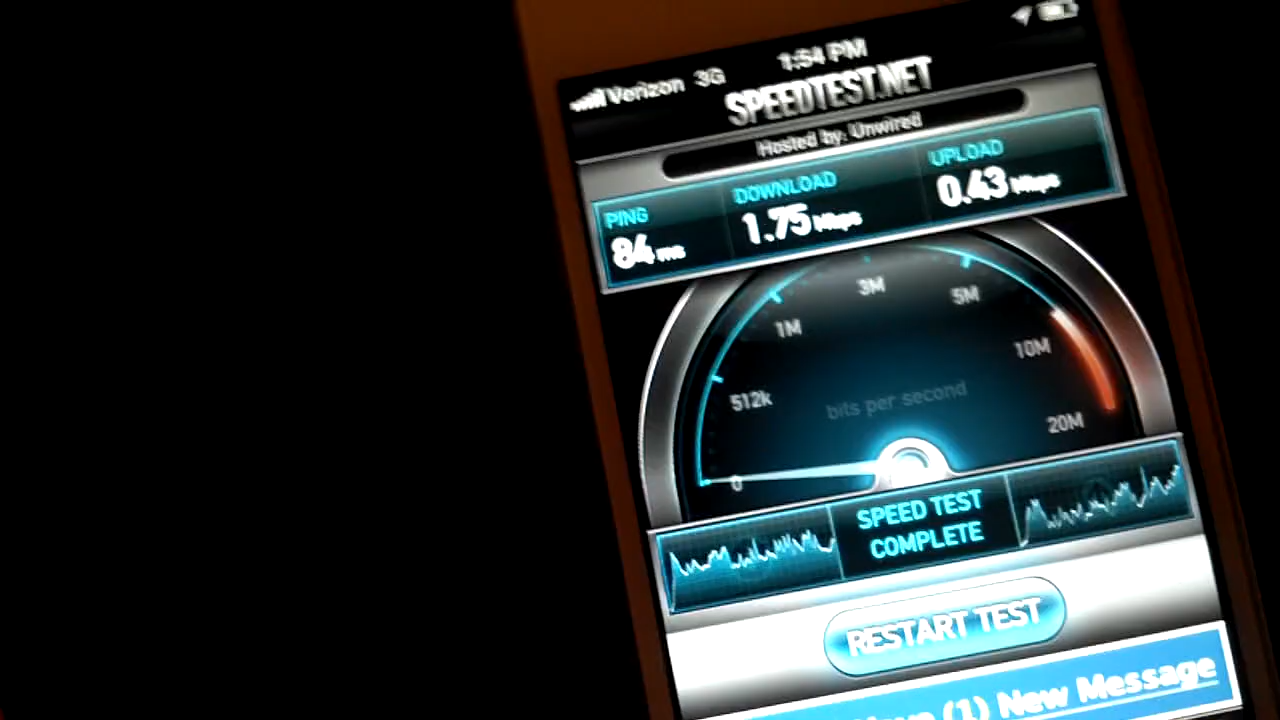 Verizon 3G 1:54 PM
SPEEDTEST.NET
Hosted by: Unwired
PING DOWNLOAD UPLOAD
84 ms 1.75 Mbps 0.43 Mbps
3M
5M
1M
10M
512k
bits per second
20M
0
SPEED TEST
COMPLETE
RESTART TEST
(1) New Message